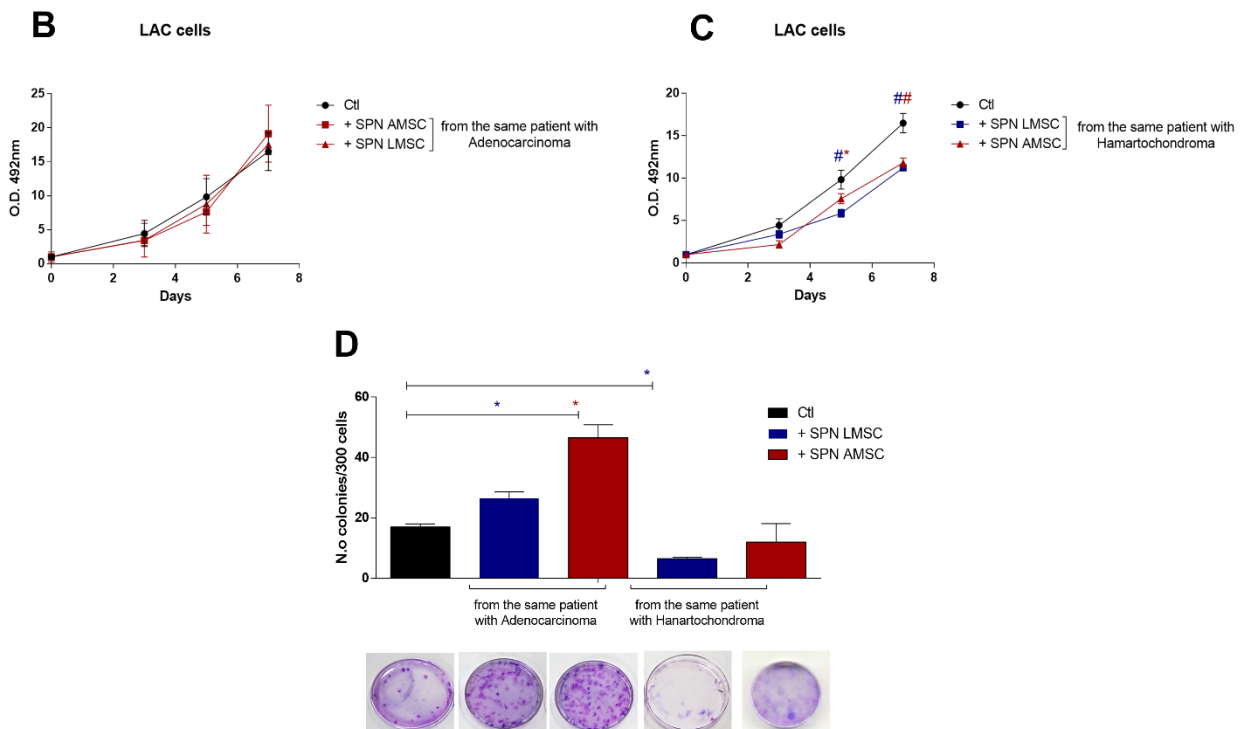 B
LAC cells
O.D. 492nm
25
20
15
10
5
0
0
2
4
6
8
Days
Ctl
+ SPN AMSC
+ SPN LMSC
from the same patient with
Adenocarcinoma
C
LAC cells
O.D. 492nm
20
15
10
5
0
0
2
4
6
8
Days
#*
##
Ctl
+ SPN LMSC
+ SPN AMSC
from the same patient with
Hamartochondroma
D
N.o colonies/300 cells
60
40
20
0
*
* *
Ctl
+ SPN LMSC
+ SPN AMSC
from the same patient
with Adenocarcinoma
from the same patient
with Hanartochondroma